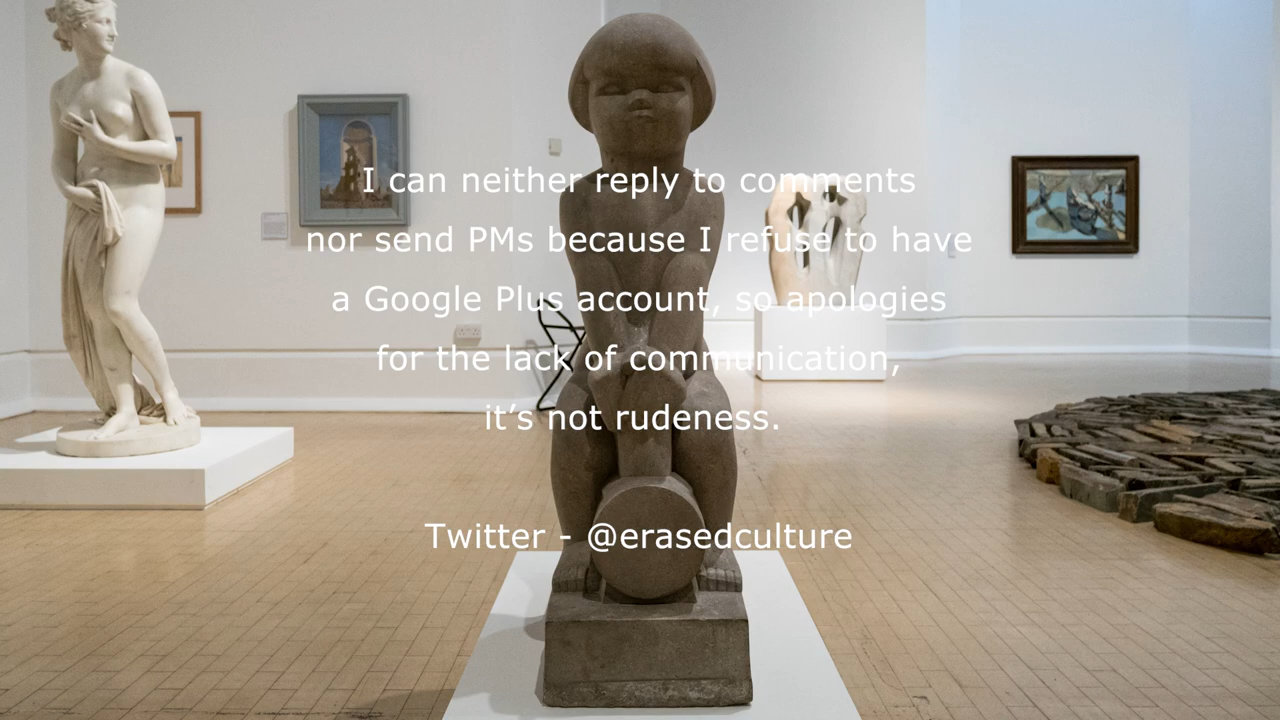 I can neither reply to comments
nor send PMs because I refuse to have
a Google Plus account, so apologies
for the lack of communication,
it’s not rudeness.
Twitter - @erasedculture